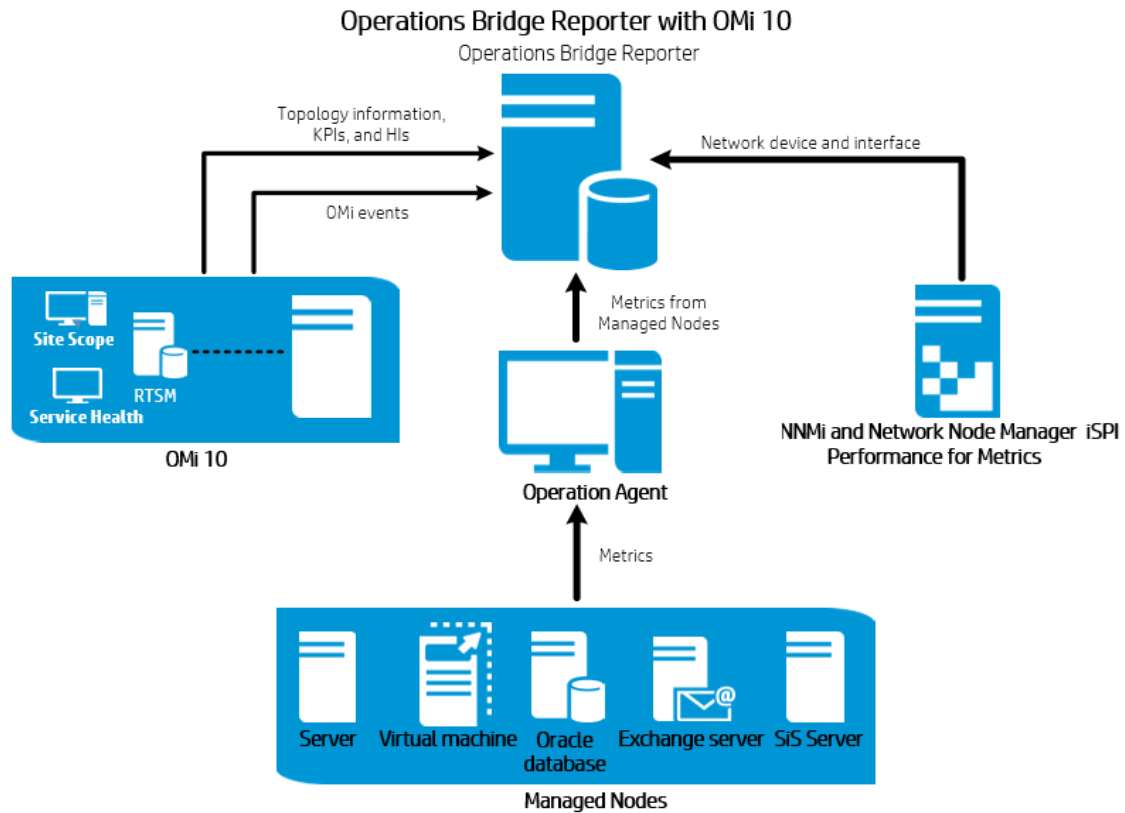 Operations Bridge Reporter with OMi 10
Operations Bridge Reporter
Topology information,
KPIs, and HIs
Network device and interface
OMi events
Metrics from
Managed Nodes
Site Scope
RTSM
Service Health
OMi 10
NNMi and Network Node Manager iSPI
Performance for Metrics
Operation Agent
Metrics
Server
Virtual machine
Oracle
database
Exchange server
SiS Server
@
Managed Nodes